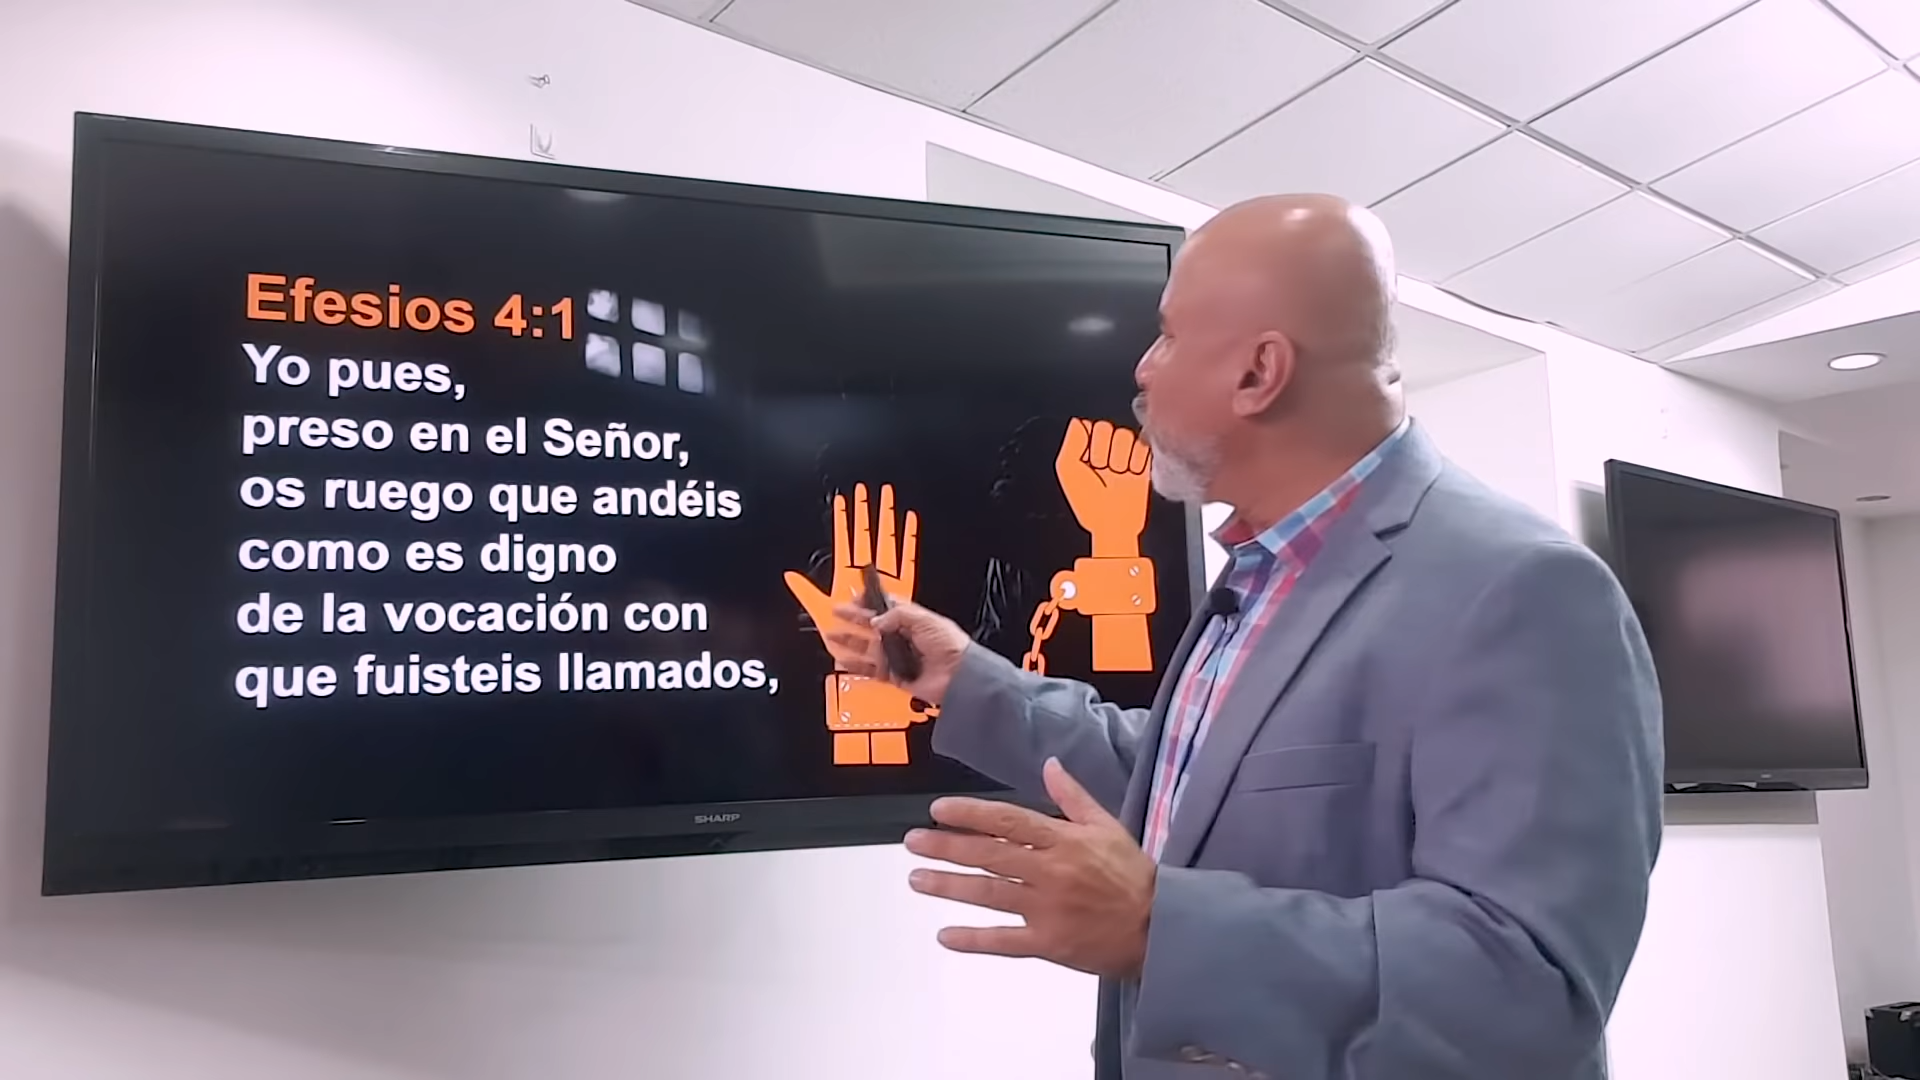 Efesios 4:1
Yo pues,
preso en el Señor,
os ruego que andéis
como es digno
de la vocación con
que fuisteis llamados,
SHARP